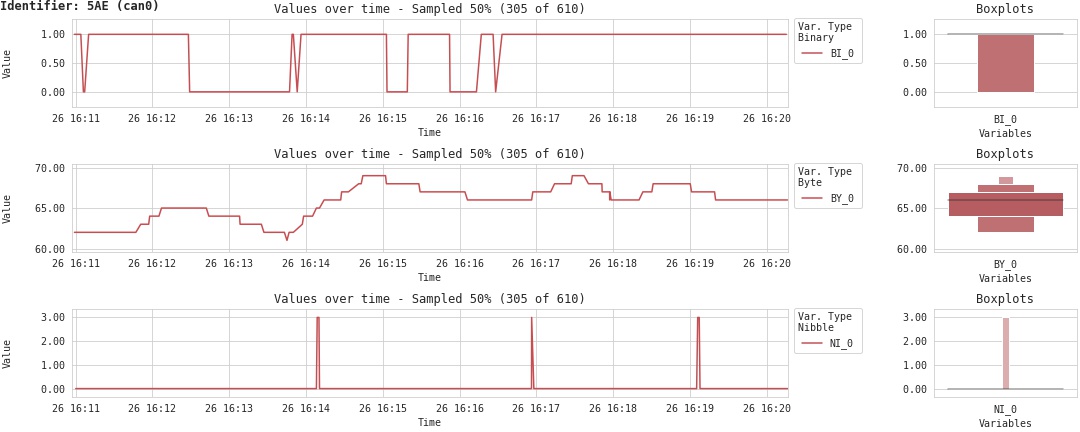 Identifier: 5AE (can0)
Values over time - Sampled 50% (305 of 610)
Boxplots
Value
1.00
0.50
0.00
26 16:11 26 16:12 26 16:13 26 16:14 26 16:15 26 16:16 26 16:17 26 16:18 26 16:19 26 16:20
Time
Var. Type
Binary
BI_0
1.00
0.50
0.00
BI_0
Variables
Values over time - Sampled 50% (305 of 610)
Boxplots
Value
70.00
65.00
60.00
26 16:11 26 16:12 26 16:13 26 16:14 26 16:15 26 16:16 26 16:17 26 16:18 26 16:19 26 16:20
Time
Var. Type
Byte
BY_0
70.00
65.00
60.00
BY_0
Variables
Values over time - Sampled 50% (305 of 610)
Boxplots
Value
3.00
2.00
1.00
0.00
26 16:11 26 16:12 26 16:13 26 16:14 26 16:15 26 16:16 26 16:17 26 16:18 26 16:19 26 16:20
Time
Var. Type
Nibble
NI_0
3.00
2.00
1.00
0.00
NI_0
Variables